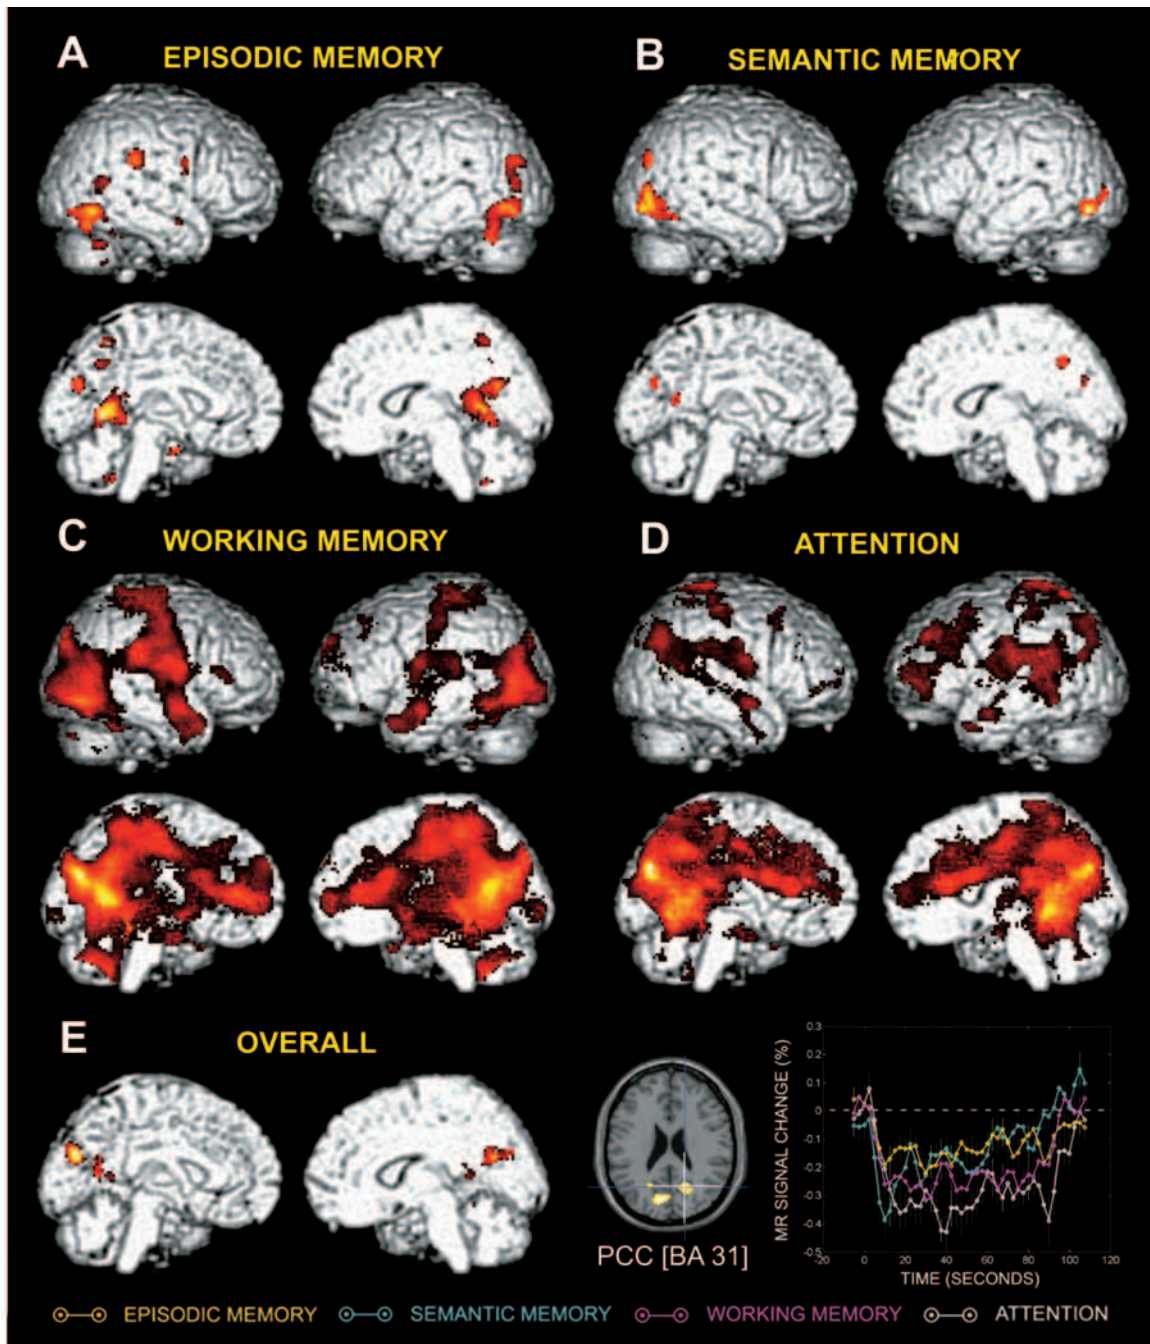 A EPISODIC MEMORY
B SEMANTIC MEMORY
C WORKING MEMORY
D ATTENTION
E OVERALL
PCC [BA 31]
MR SIGNAL CHANGE (%)
0.3
0.2
0.1
0
-0.1
-0.2
-0.3
-0.4
-0.5
-20 0 20 40 60 80 100 120
TIME (SECONDS)
EPISODIC MEMORY SEMANTIC MEMORY WORKING MEMORY ATTENTION